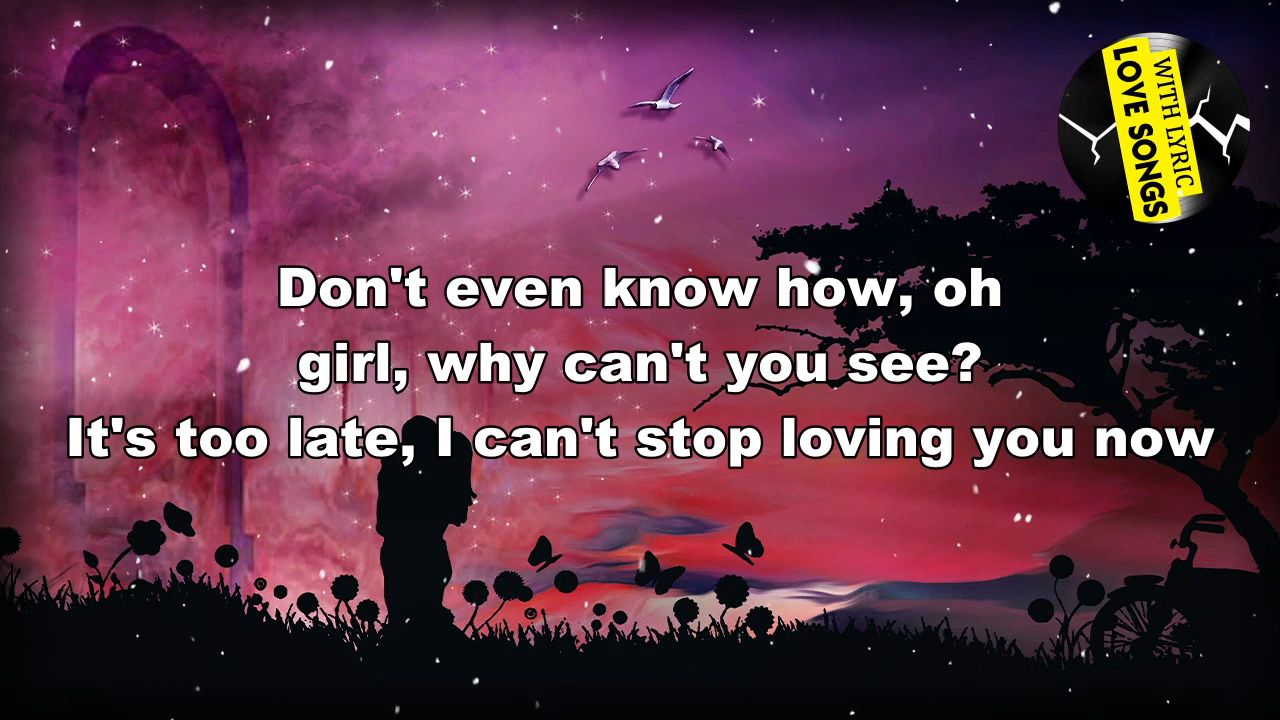 WITH LYRIC
LOVE SONGS
Don't even know how, oh
girl, why can't you see?
It's too late, I can't stop loving you now